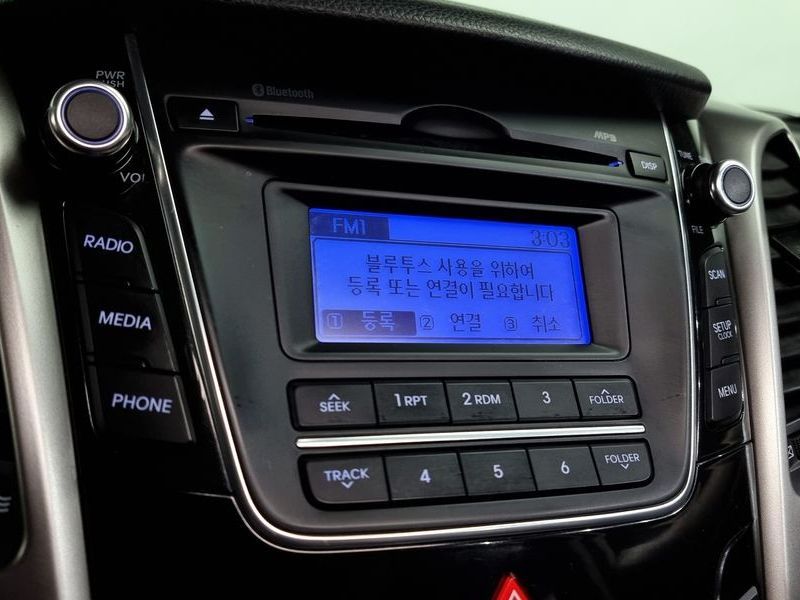 PWR
PUSH
Bluetooth
MP3
DISP
TUNE
VOL
FILE
FM1 3:03
블루투스 사용을 위하여
등록 또는 연결이 필요합니다
① 등록 ② 연결 ③ 취소
RADIO
MEDIA
PHONE
SCAN
SETUP
CLOCK
MENU
SEEK 1 RPT 2 RDM 3 FOLDER
TRACK 4 5 6 FOLDER